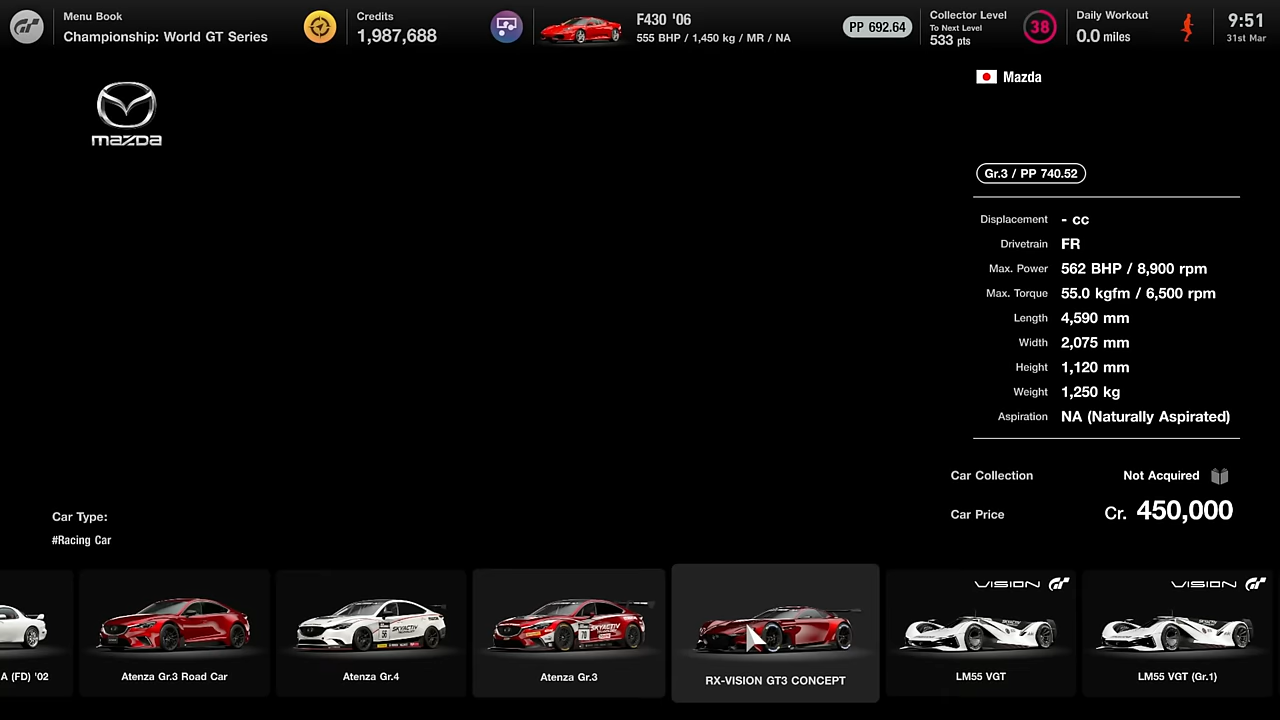 Menu Book
Championship: World GT Series
Credits
1,987,688
F430 '06
555 BHP / 1,450 kg / MR / NA
PP 692.64
Collector Level
To Next Level
533 pts
38
Daily Workout
0.0 miles
9:51
31st Mar
mazda
Mazda
Gr.3 / PP 740.52
Displacement - cc
Drivetrain FR
Max. Power 562 BHP / 8,900 rpm
Max. Torque 55.0 kgfm / 6,500 rpm
Length 4,590 mm
Width 2,075 mm
Height 1,120 mm
Weight 1,250 kg
Aspiration NA (Naturally Aspirated)
Car Collection Not Acquired
Car Price Cr. 450,000
Car Type:
#Racing Car
A (FD) '02
Atenza Gr.3 Road Car
SKYACTIV
56
Atenza Gr.4
SKYACTIV
70
Atenza Gr.3
RX-VISION GT3 CONCEPT
VISION GT
LM55 VGT
VISION GT
LM55 VGT (Gr.1)